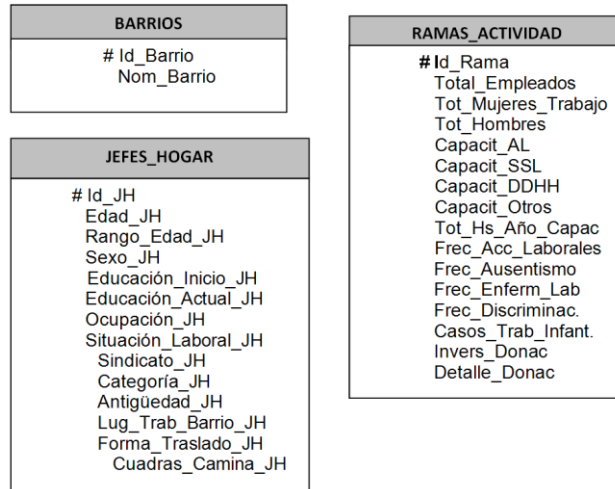 BARRIOS
# Id_Barrio
Nom_Barrio
JEFES_HOGAR
# Id_JH
Edad_JH
Rango_Edad_JH
Sexo_JH
Educación_Inicio_JH
Educación_Actual_JH
Ocupación_JH
Situación_Laboral_JH
Sindicato_JH
Categoría_JH
Antigüedad_JH
Lug_Trab_Barrio_JH
Forma_Traslado_JH
Cuadras_Camina_JH
RAMAS_ACTIVIDAD
# Id_Rama
Total_Empleados
Tot_Mujeres_Trabajo
Tot_Hombres
Capacit_AL
Capacit_SSL
Capacit_DDHH
Capacit_Otros
Tot_Hs_Año_Capac
Frec_Acc_Laborales
Frec_Ausentismo
Frec_Enferm_Lab
Frec_Discriminac.
Casos_Trab_Infant.
Invers_Donac
Detalle_Donac